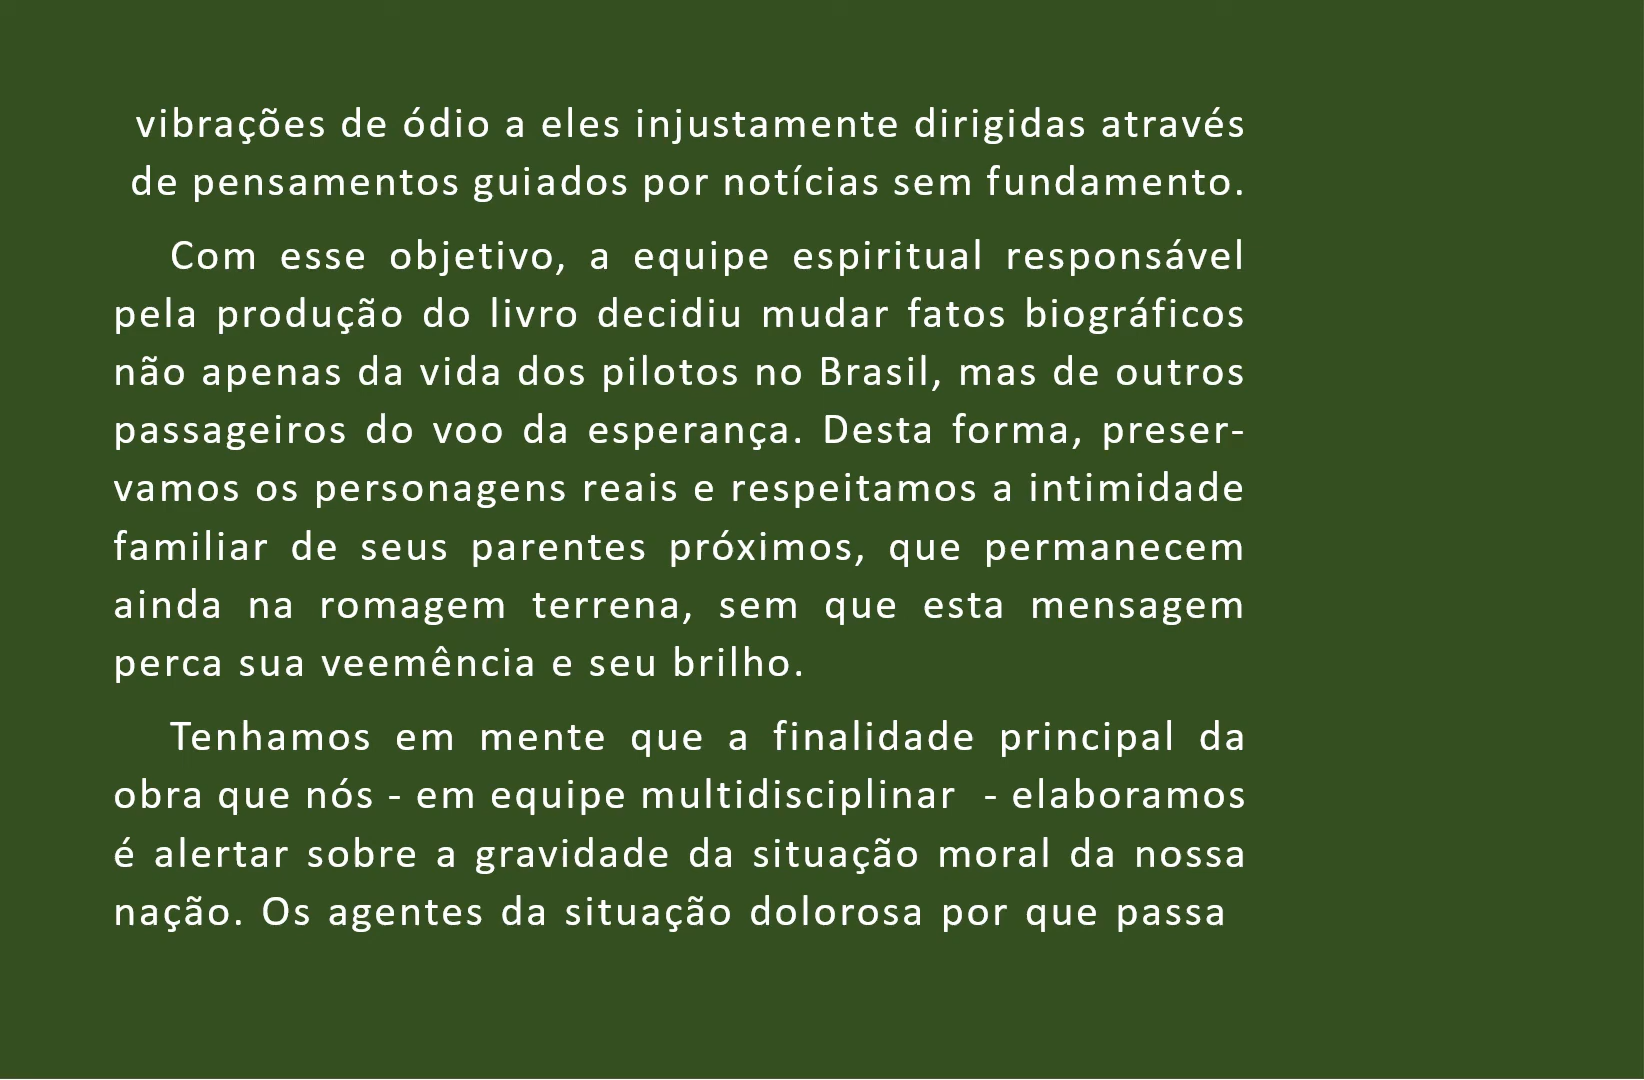 vibrações de ódio a eles injustamente dirigidas através
de pensamentos guiados por notícias sem fundamento.
Com esse objetivo, a equipe espiritual responsável
pela produção do livro decidiu mudar fatos biográficos
não apenas da vida dos pilotos no Brasil, mas de outros
passageiros do voo da esperança. Desta forma, preser-
vamos os personagens reais e respeitamos a intimidade
familiar de seus parentes próximos, que permanecem
ainda na romagem terrena, sem que esta mensagem
perca sua veemência e seu brilho.
Tenhamos em mente que a finalidade principal da
obra que nós - em equipe multidisciplinar  - elaboramos
é alertar sobre a gravidade da situação moral da nossa
nação. Os agentes da situação dolorosa por que passa